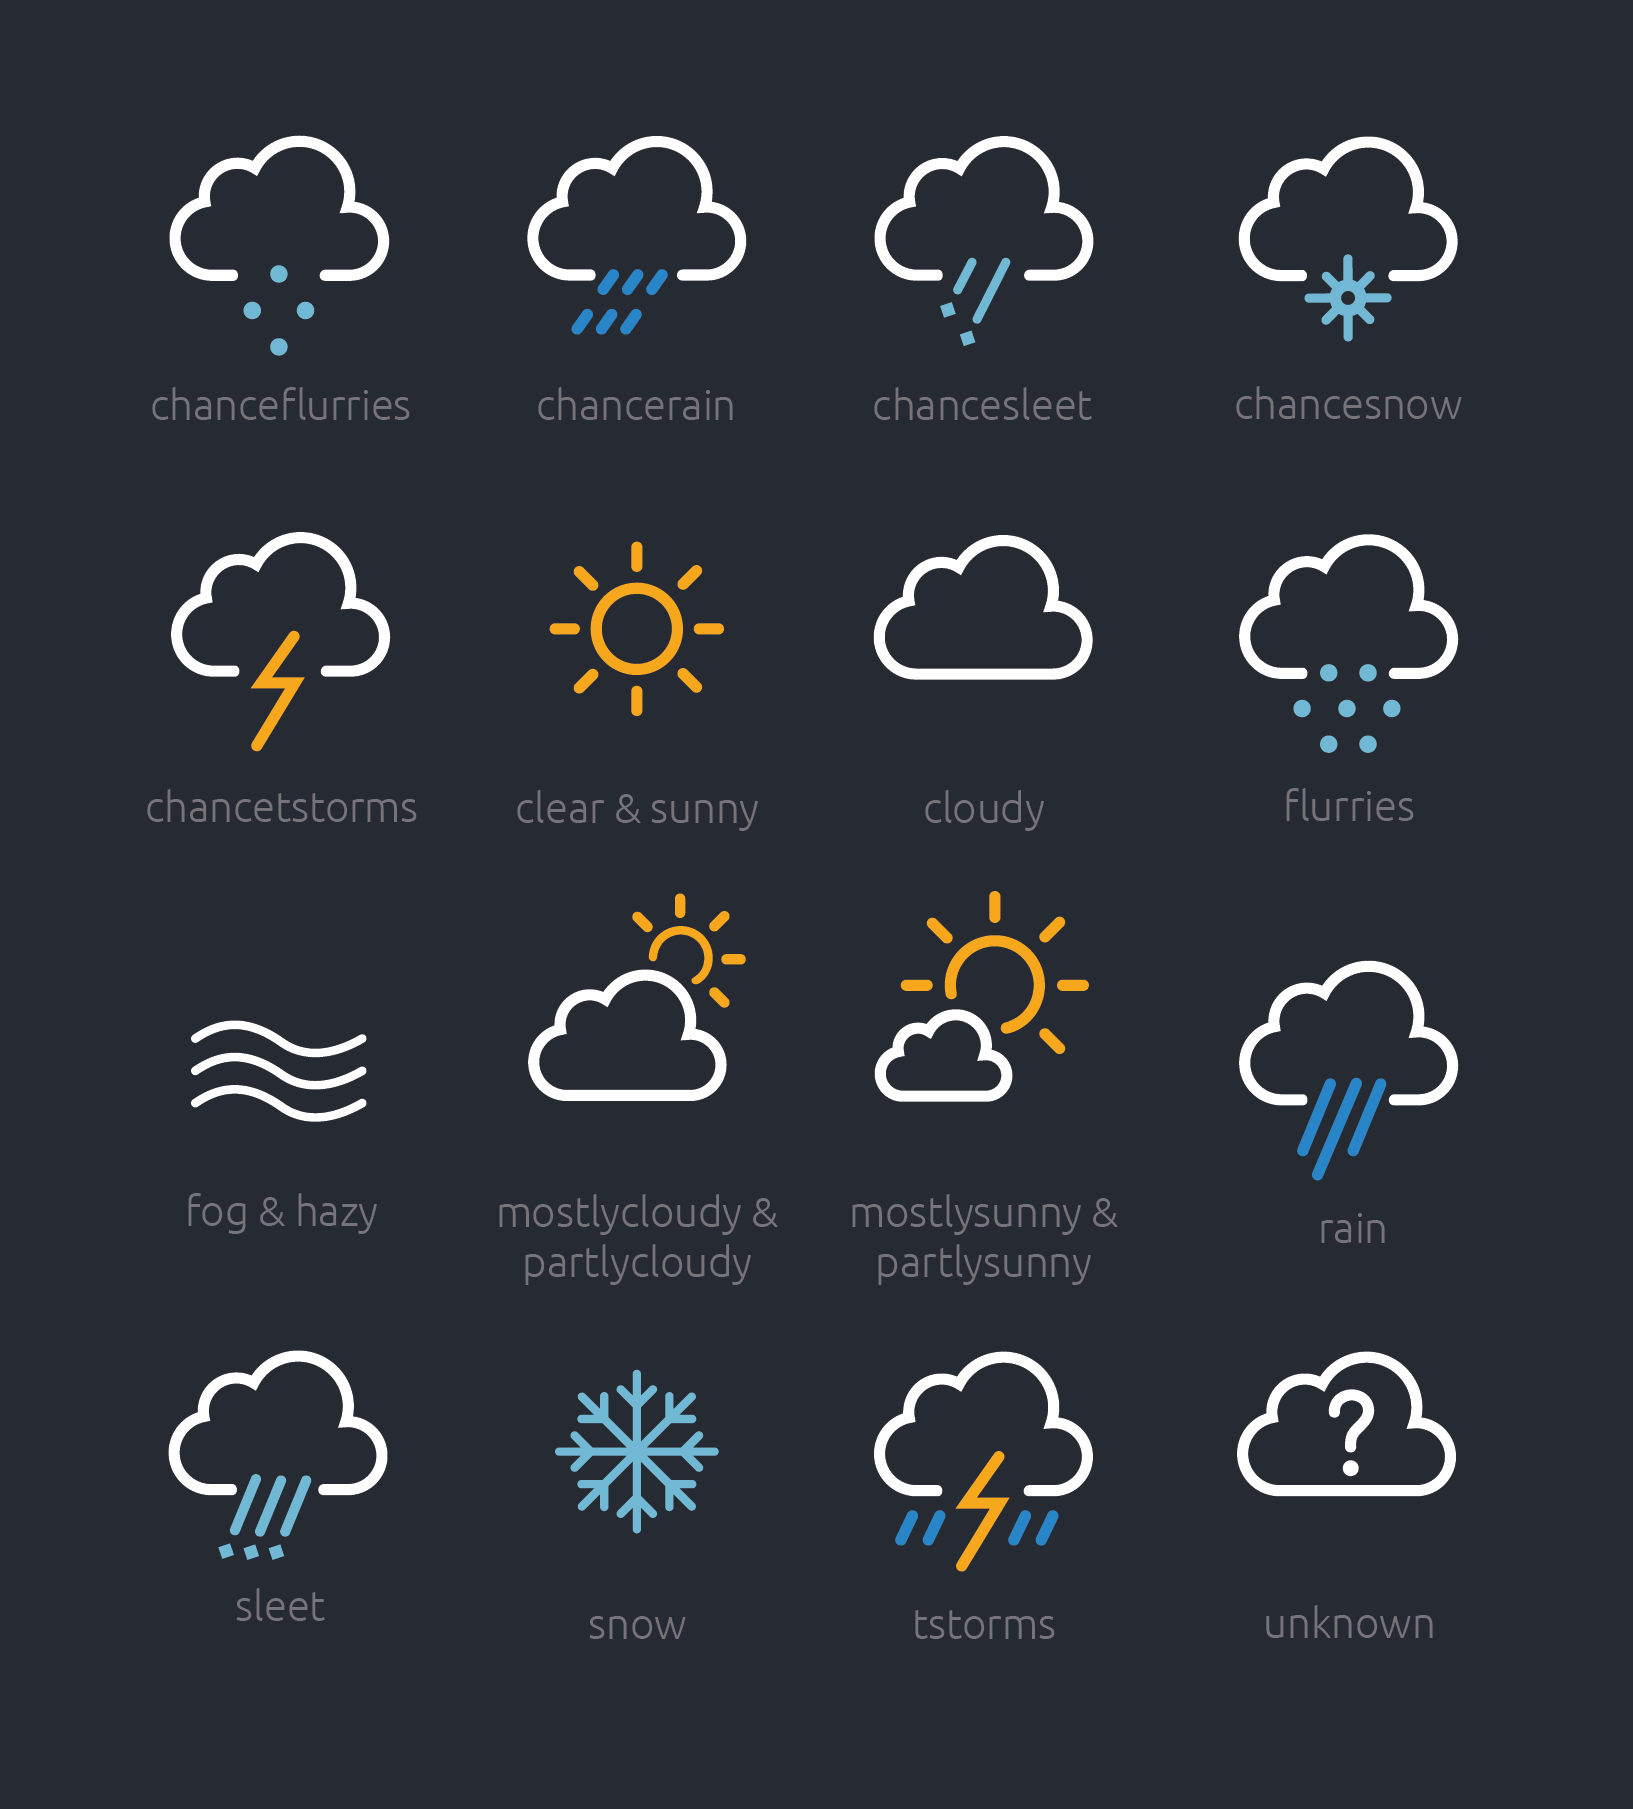 chanceflurries
chancerain
chancesleet
chancesnow
chancetstorms
clear & sunny
cloudy
flurries
fog & hazy
mostlycloudy &
partlycloudy
mostlysunny &
partlysunny
rain
sleet
snow
tstorms
?
unknown